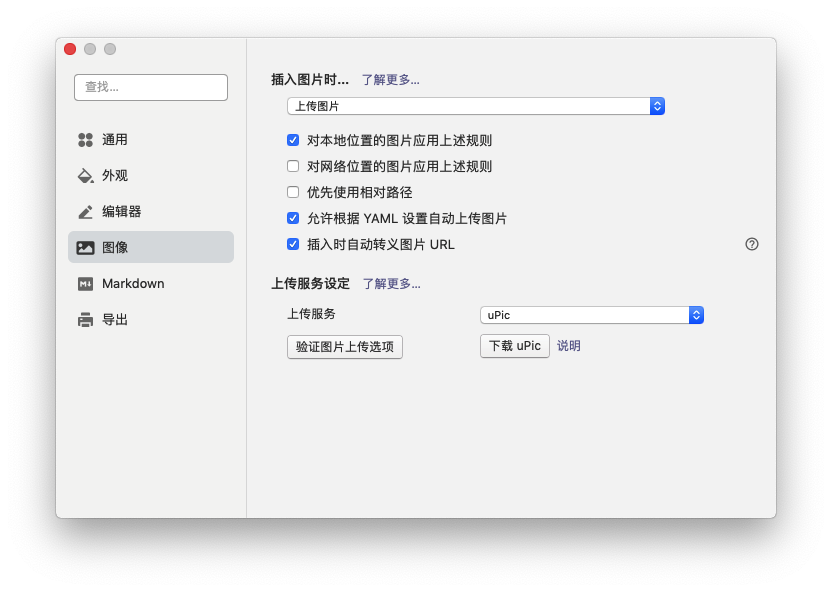 查找...
通用
外观
编辑器
图像
Markdown
导出
插入图片时... 了解更多...
上传图片
对本地位置的图片应用上述规则
对网络位置的图片应用上述规则
优先使用相对路径
允许根据 YAML 设置自动上传图片
插入时自动转义图片 URL
上传服务设定 了解更多...
上传服务 uPic
验证图片上传选项 下载 uPic 说明